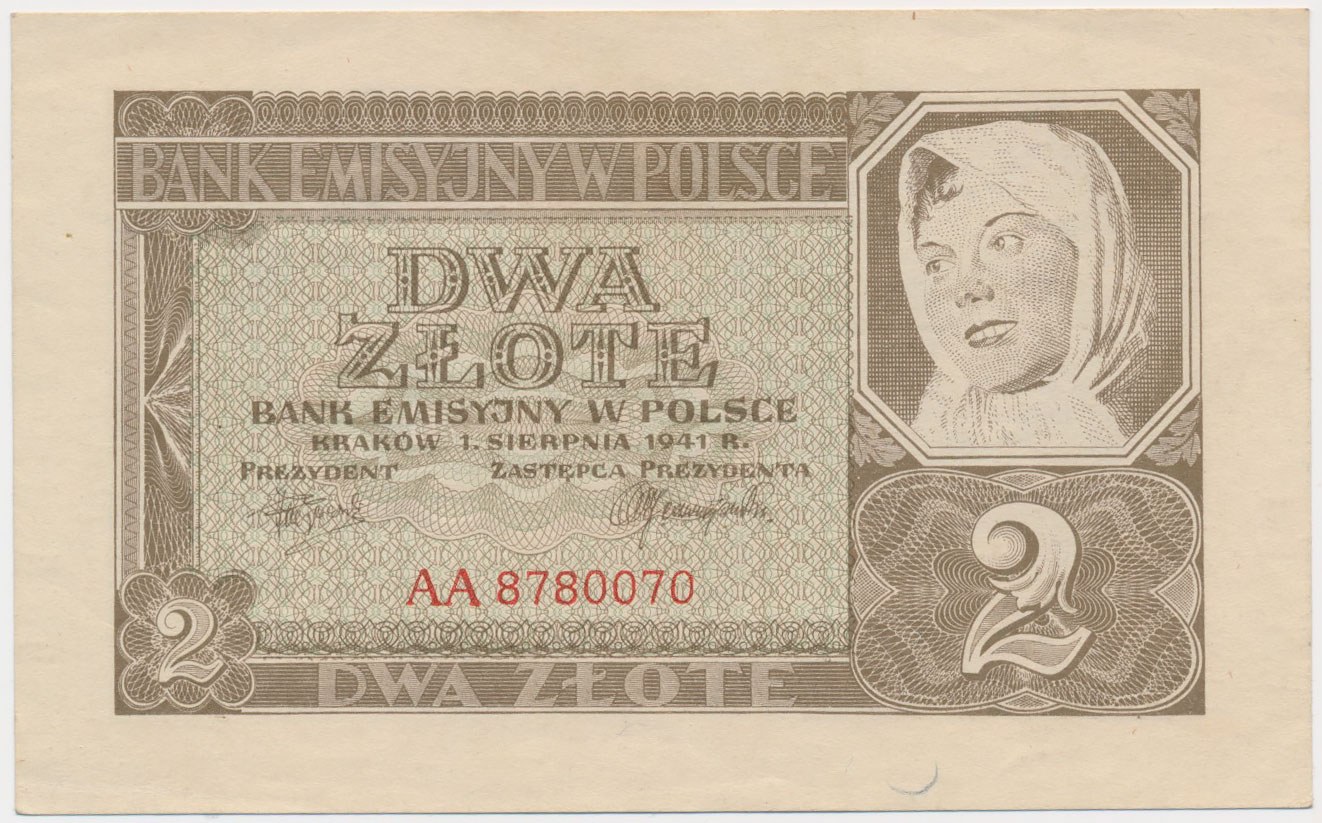 BANK EMISYJNY W POLSCE
DWA
ZŁOTE
BANK EMISYJNY W POLSCE
KRAKÓW 1. SIERPNIA 1941 R.
PREZYDENT ZASTĘPCA PREZYDENTA
AA 8780070
2
DWA ZŁOTE
2